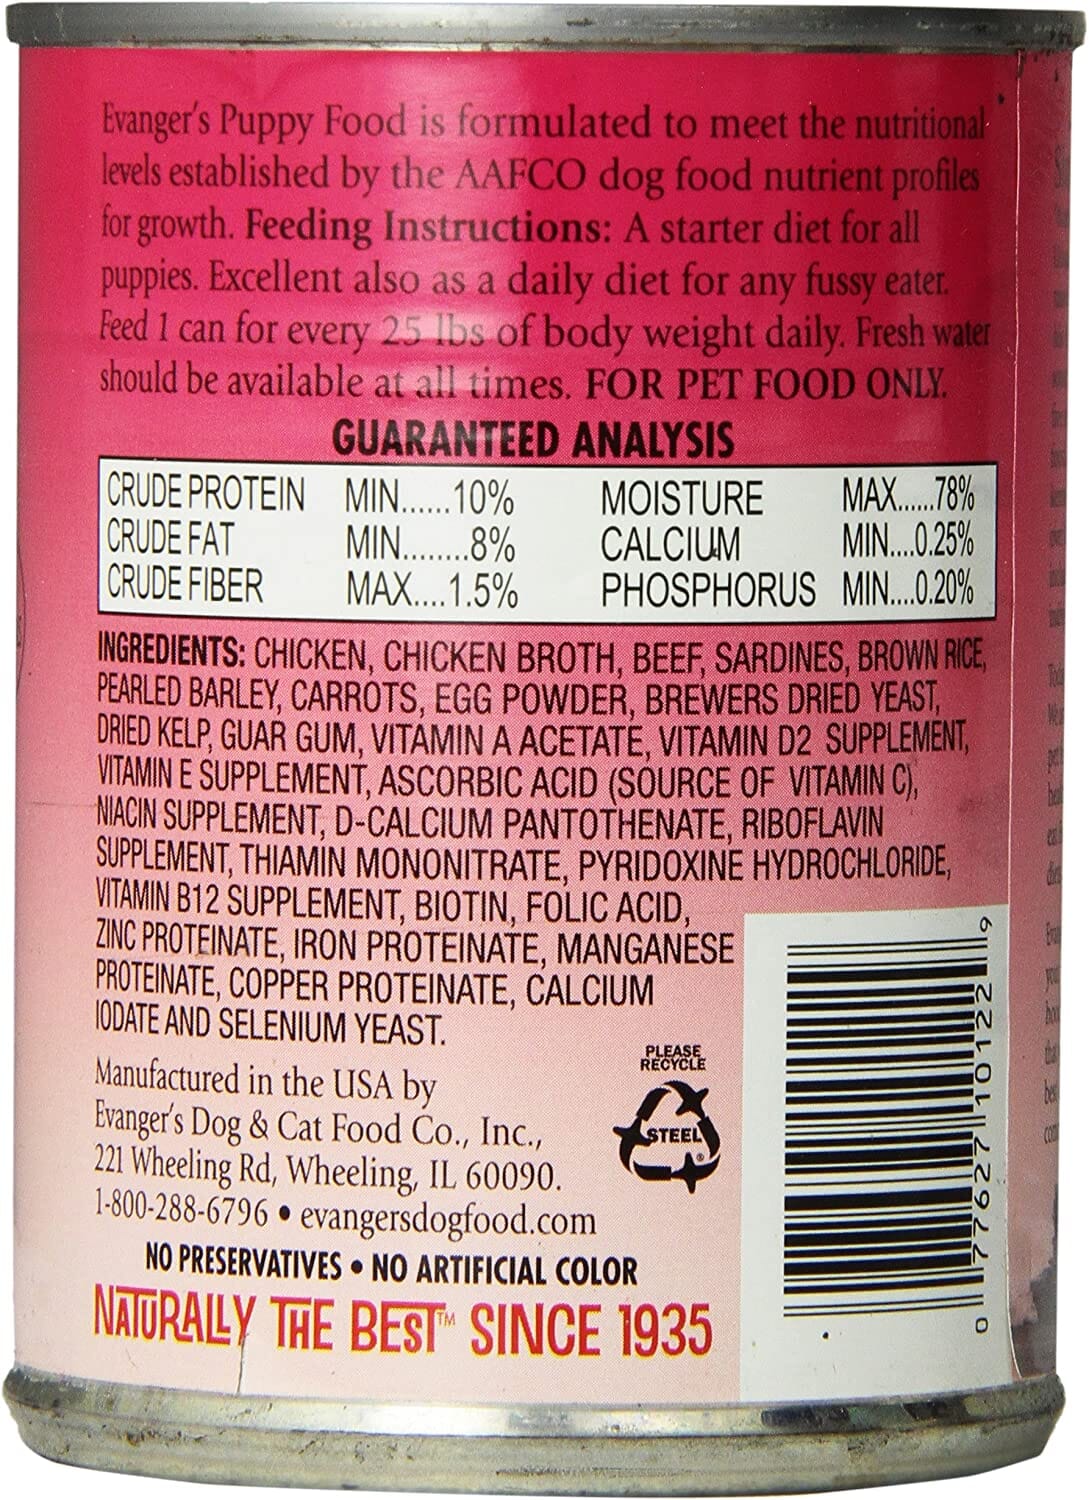 Evanger's Puppy Food is formulated to meet the nutritional
levels established by the AAFCO dog food nutrient profiles
for growth. Feeding Instructions: A starter diet for all
puppies. Excellent also as a daily diet for any fussy eater.
Feed 1 can for every 25 lbs of body weight daily. Fresh water
should be available at all times. FOR PET FOOD ONLY.
GUARANTEED ANALYSIS
CRUDE PROTEIN MIN......10% MOISTURE MAX......78%
CRUDE FAT MIN........8% CALCIUM MIN....0.25%
CRUDE FIBER MAX....1.5% PHOSPHORUS MIN....0.20%
INGREDIENTS: CHICKEN, CHICKEN BROTH, BEEF, SARDINES, BROWN RICE,
PEARLED BARLEY, CARROTS, EGG POWDER, BREWERS DRIED YEAST,
DRIED KELP, GUAR GUM, VITAMIN A ACETATE, VITAMIN D2 SUPPLEMENT,
VITAMIN E SUPPLEMENT, ASCORBIC ACID (SOURCE OF VITAMIN C),
NIACIN SUPPLEMENT, D-CALCIUM PANTOTHENATE, RIBOFLAVIN
SUPPLEMENT, THIAMIN MONONITRATE, PYRIDOXINE HYDROCHLORIDE,
VITAMIN B12 SUPPLEMENT, BIOTIN, FOLIC ACID,
ZINC PROTEINATE, IRON PROTEINATE, MANGANESE
PROTEINATE, COPPER PROTEINATE, CALCIUM
IODATE AND SELENIUM YEAST.
Manufactured in the USA by
Evanger's Dog & Cat Food Co., Inc.,
221 Wheeling Rd, Wheeling, IL 60090.
1-800-288-6796 • evangersdogfood.com
NO PRESERVATIVES • NO ARTIFICIAL COLOR
NATURALLY THE BEST™ SINCE 1935
PLEASE
RECYCLE
STEEL
0 77627 10122 9